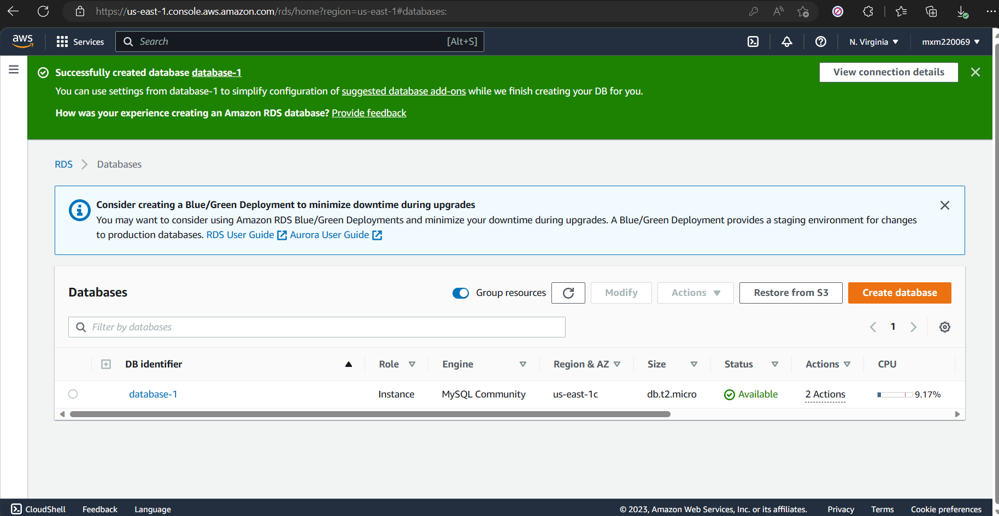 https://us-east-1.console.aws.amazon.com/rds/home?region=us-east-1#databases:
aws Services Search [Alt+S] N. Virginia ▼ mxm220069 ▼
Successfully created database database-1 View connection details
You can use settings from database-1 to simplify configuration of suggested database add-ons while we finish creating your DB for you.
How was your experience creating an Amazon RDS database? Provide feedback
RDS > Databases
Consider creating a Blue/Green Deployment to minimize downtime during upgrades
You may want to consider using Amazon RDS Blue/Green Deployments and minimize your downtime during upgrades. A Blue/Green Deployment provides a staging environment for changes
to production databases. RDS User Guide Aurora User Guide
Databases Group resources Modify Actions ▼ Restore from S3 Create database
Filter by databases 1
DB identifier Role Engine Region & AZ Size Status Actions CPU
database-1 Instance MySQL Community us-east-1c db.t2.micro Available 2 Actions 9.17%
CloudShell Feedback Language © 2023, Amazon Web Services, Inc. or its affiliates. Privacy Terms Cookie preferences